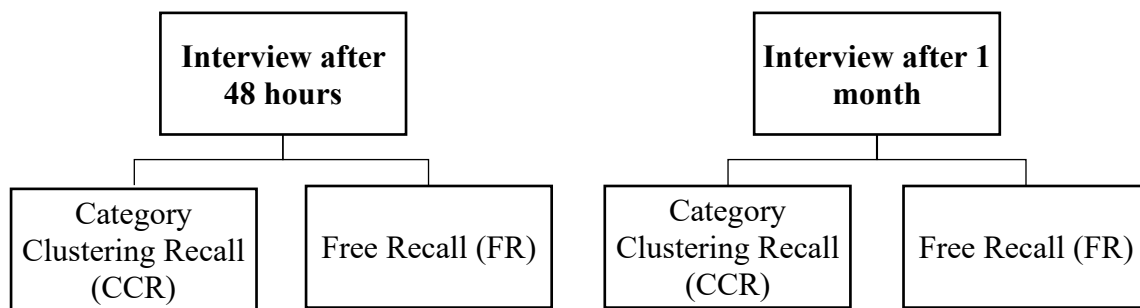 Interview after
48 hours
Interview after 1
month
Category
Clustering Recall
(CCR)
Free Recall (FR)
Category
Clustering Recall
(CCR)
Free Recall (FR)